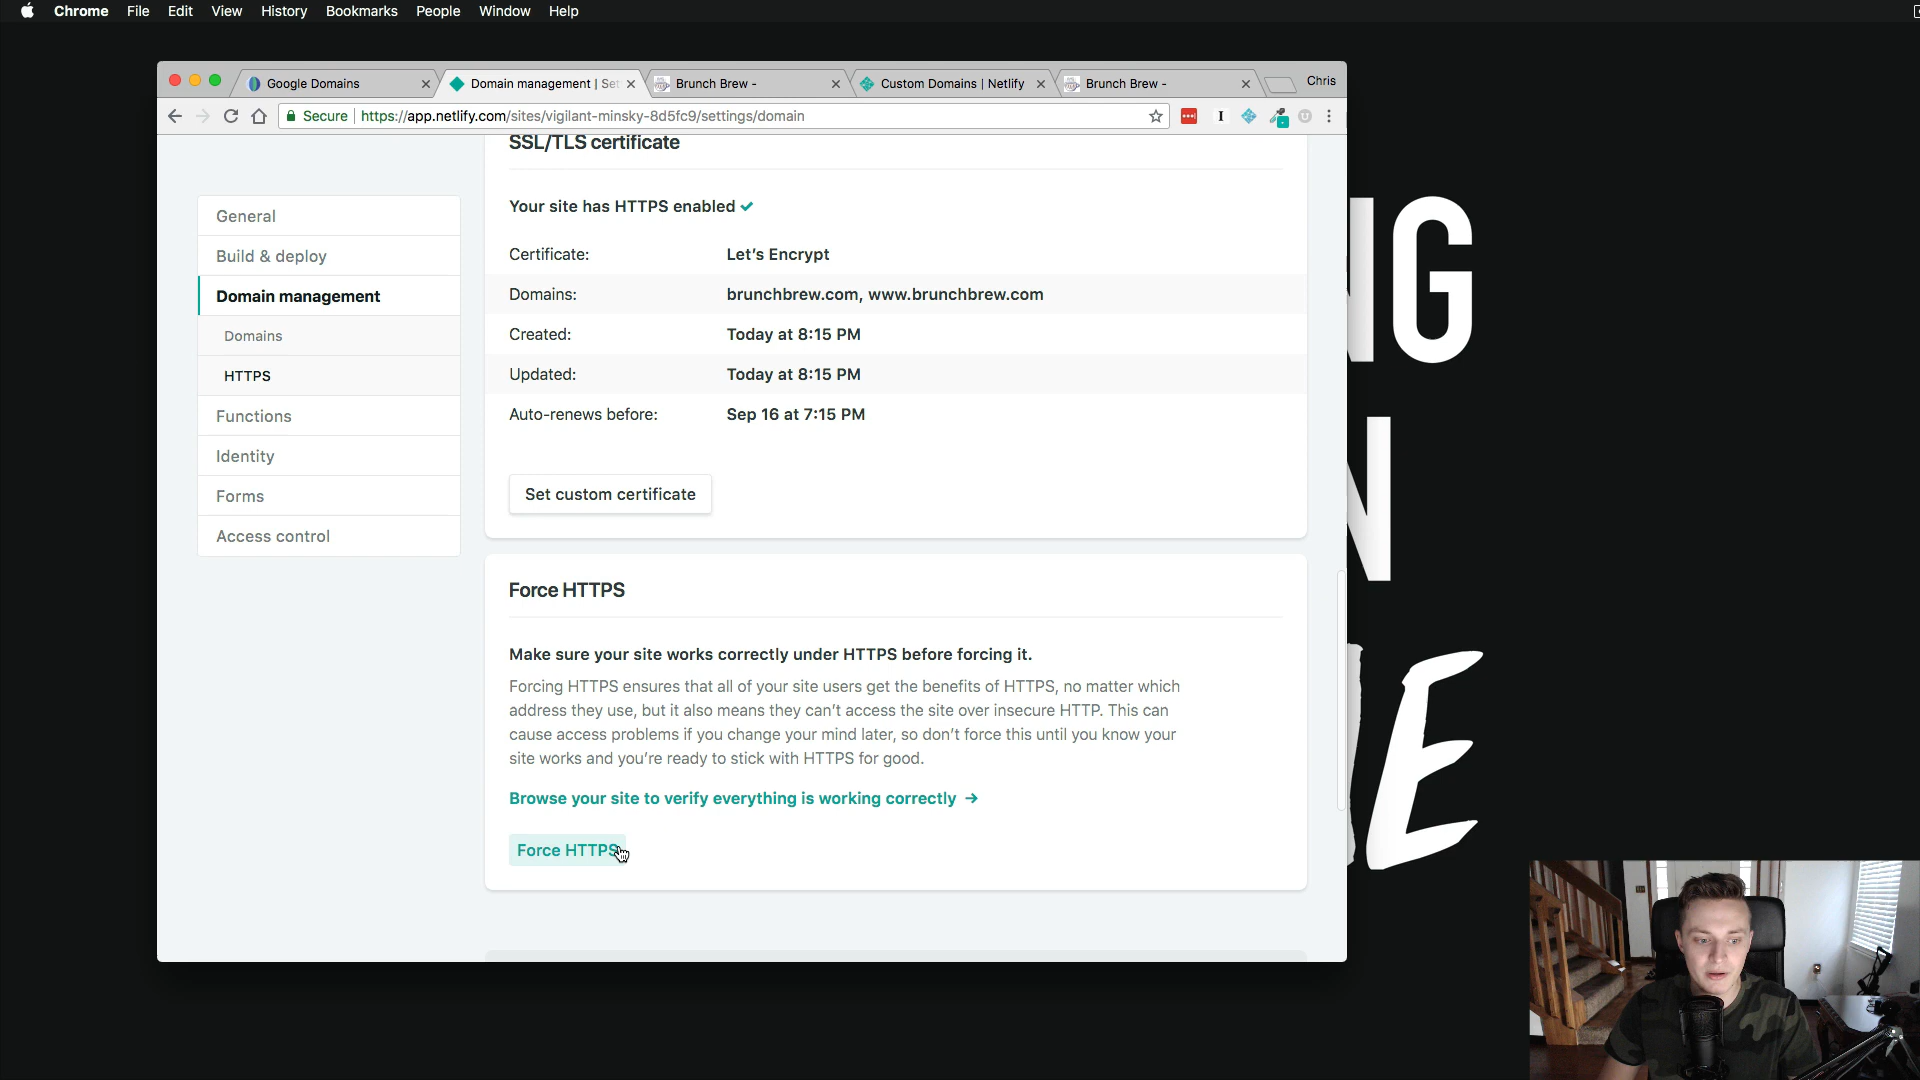 Chrome File Edit View History Bookmarks People Window Help
Google Domains
Domain management | Set
Brunch Brew -
Custom Domains | Netlify
Brunch Brew -
Chris
Secure https://app.netlify.com/sites/vigilant-minsky-8d5fc9/settings/domain
General
Build & deploy
Domain management
Domains
HTTPS
Functions
Identity
Forms
Access control
SSL/TLS certificate
Your site has HTTPS enabled ✓
Certificate: Let's Encrypt
Domains: brunchbrew.com, www.brunchbrew.com
Created: Today at 8:15 PM
Updated: Today at 8:15 PM
Auto-renews before: Sep 16 at 7:15 PM
Set custom certificate
Force HTTPS
Make sure your site works correctly under HTTPS before forcing it.
Forcing HTTPS ensures that all of your site users get the benefits of HTTPS, no matter which
address they use, but it also means they can't access the site over insecure HTTP. This can
cause access problems if you change your mind later, so don't force this until you know your
site works and you're ready to stick with HTTPS for good.
Browse your site to verify everything is working correctly →
Force HTTPS